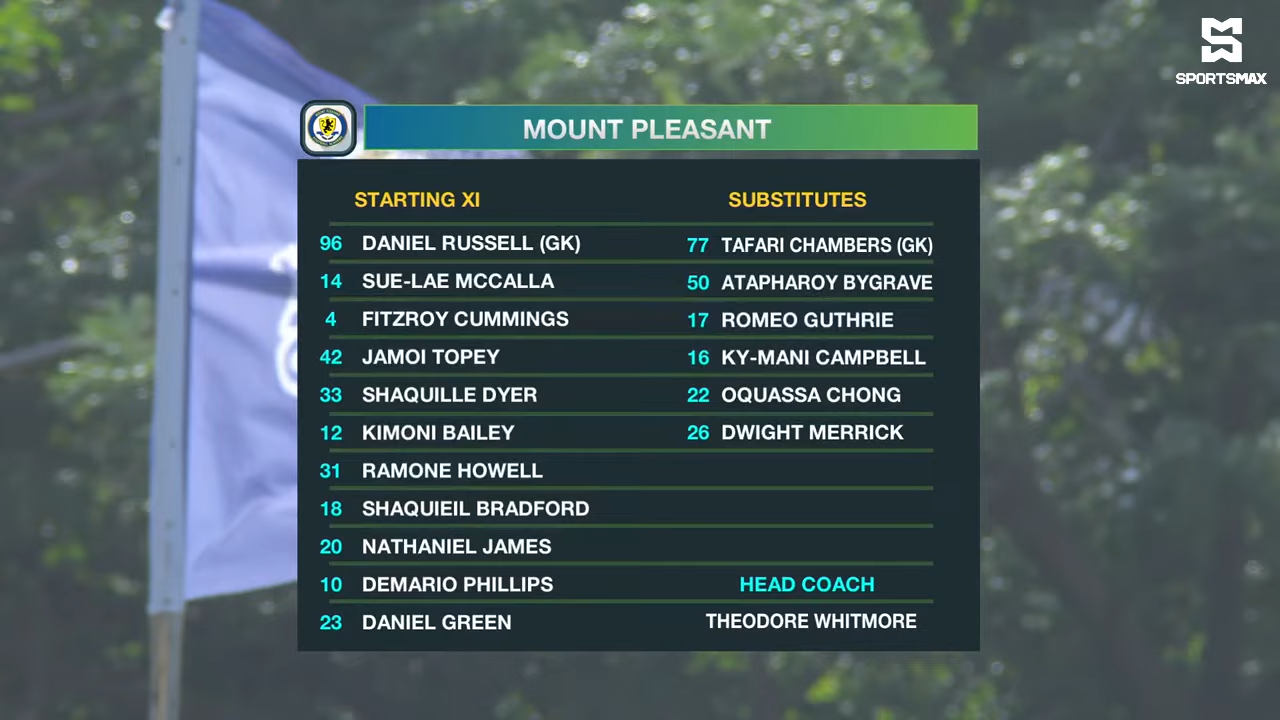 SPORTSMAX
MOUNT PLEASANT
STARTING XI
96 DANIEL RUSSELL (GK)
14 SUE-LAE MCCALLA
4 FITZROY CUMMINGS
42 JAMOI TOPEY
33 SHAQUILLE DYER
12 KIMONI BAILEY
31 RAMONE HOWELL
18 SHAQUIEIL BRADFORD
20 NATHANIEL JAMES
10 DEMARIO PHILLIPS
23 DANIEL GREEN
SUBSTITUTES
77 TAFARI CHAMBERS (GK)
50 ATAPHAROY BYGRAVE
17 ROMEO GUTHRIE
16 KY-MANI CAMPBELL
22 OQUASSA CHONG
26 DWIGHT MERRICK
HEAD COACH
THEODORE WHITMORE